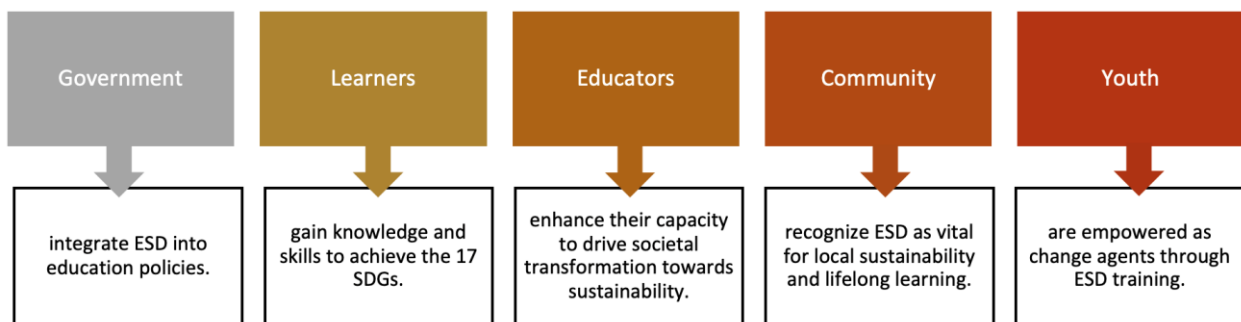 Government
Learners
Educators
Community
Youth
integrate ESD into
education policies.
gain knowledge and
skills to achieve the 17
SDGs.
enhance their capacity
to drive societal
transformation towards
sustainability.
recognize ESD as vital
for local sustainability
and lifelong learning.
are empowered as
change agents through
ESD training.